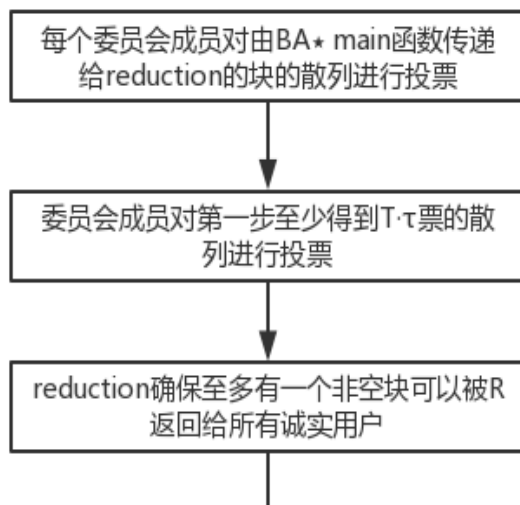 每个委员会成员对由BA⋆ main函数传递
给reduction的块的散列进行投票
委员会成员对第一步至少得到T·τ票的散
列进行投票
reduction确保至多有一个非空块可以被R
返回给所有诚实用户